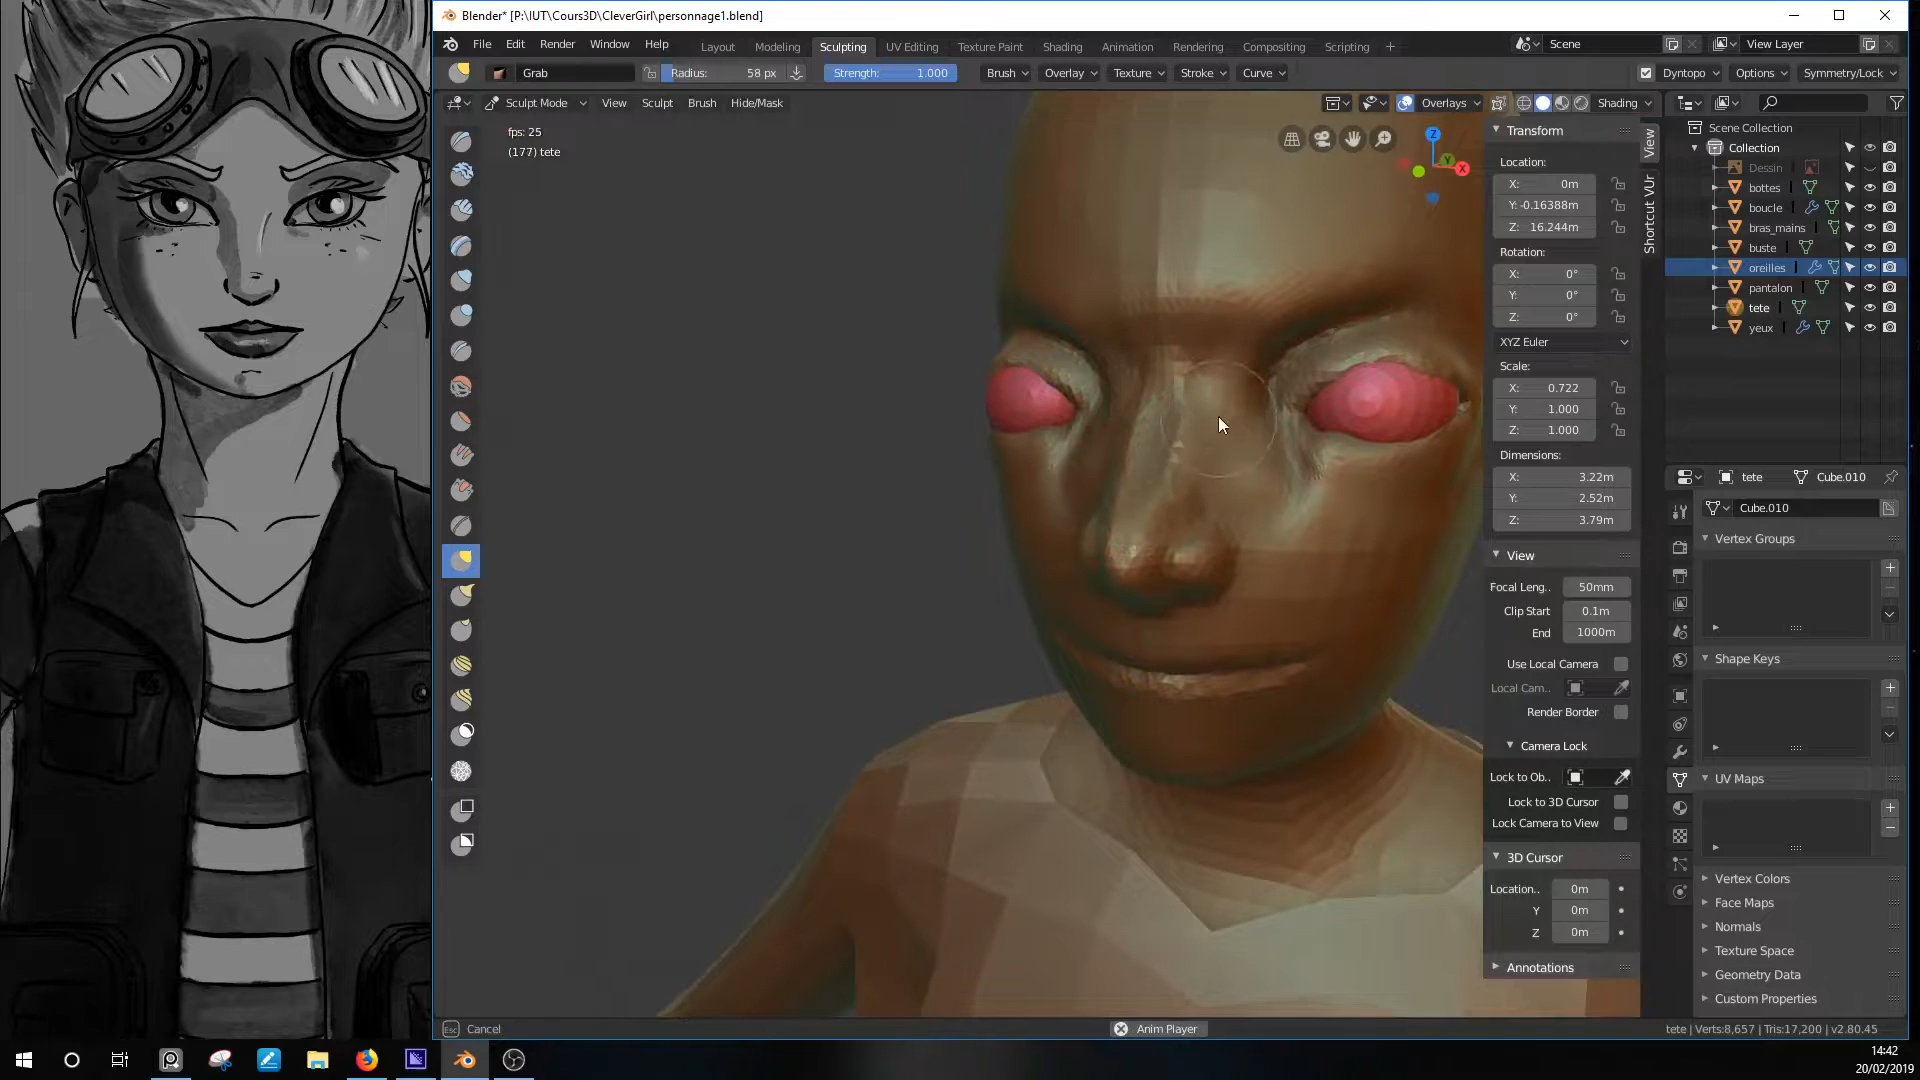 Blender* [P:\IUT\Cours3D\CleverGirl\personnage1.blend]
File Edit Render Window Help Layout Modeling Sculpting UV Editing Texture Paint Shading Animation Rendering Compositing Scripting + Scene View Layer
Grab Radius: 58 px Strength: 1.000 Brush Overlay Texture Stroke Curve Dyntopo Options Symmetry/Lock
Sculpt Mode View Sculpt Brush Hide/Mask Overlays Shading
fps: 25
(177) tete
Z
Y
X
Transform
Location:
X: 0m
Y: -0.16388m
Z: 16.244m
Rotation:
X: 0°
Y: 0°
Z: 0°
XYZ Euler
Scale:
X: 0.722
Y: 1.000
Z: 1.000
Dimensions:
X: 3.22m
Y: 2.52m
Z: 3.79m
View
Focal Leng.. 50mm
Clip Start 0.1m
End 1000m
Use Local Camera
Local Cam..
Render Border
Camera Lock
Lock to Ob..
Lock to 3D Cursor
Lock Camera to View
3D Cursor
Location.. 0m
Y 0m
Z 0m
Annotations
View
Shortcut VUr
Scene Collection
Collection
Dessin
bottes
boucle
bras_mains
buste
oreilles
pantalon
tete
yeux
tete Cube.010
Cube.010
Vertex Groups
Shape Keys
UV Maps
Vertex Colors
Face Maps
Normals
Texture Space
Geometry Data
Custom Properties
Esc Cancel Anim Player tete | Verts:8,657 | Tris:17,200 | v2.80.45
14:42
20/02/2019